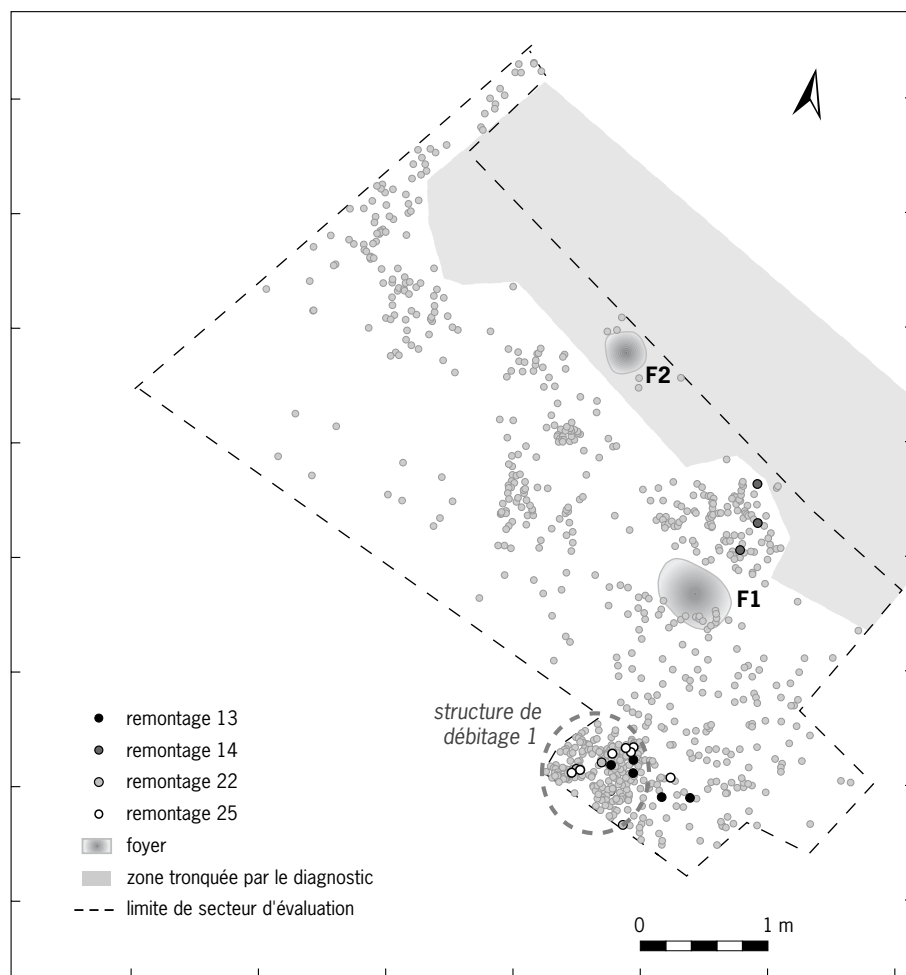 F2
F1
structure de
débitage 1
remontage 13
remontage 14
remontage 22
remontage 25
foyer
zone tronquée par le diagnostic
limite de secteur d'évaluation
0 1 m